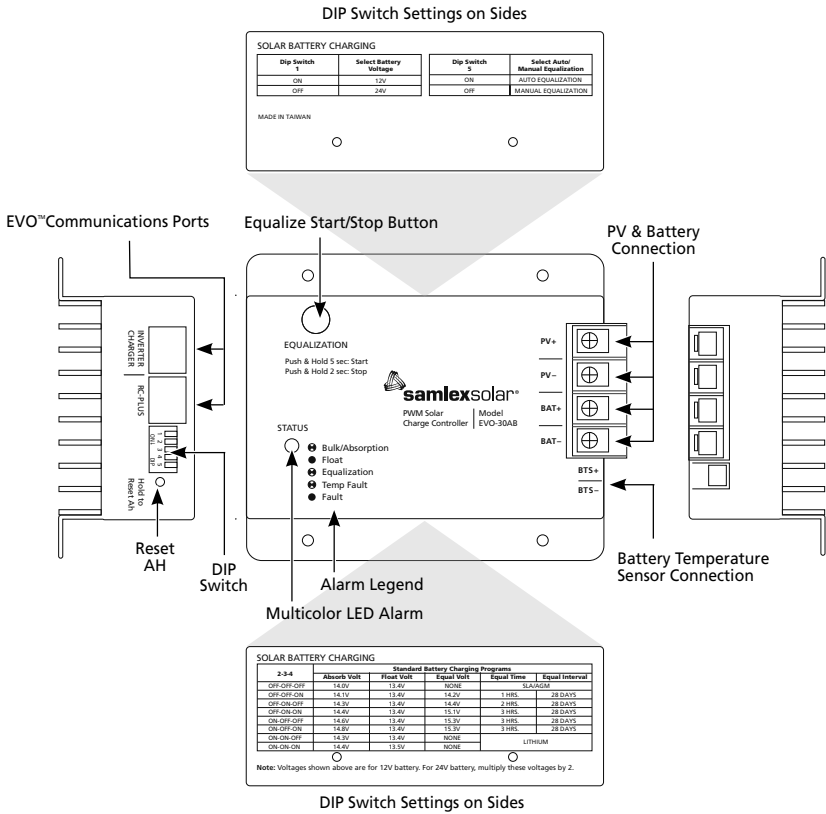 DIP Switch Settings on Sides
SOLAR BATTERY CHARGING
Dip Switch 1 Select Battery Voltage
ON 12V
OFF 24V
Dip Switch 5 Select Auto/ Manual Equalization
ON AUTO EQUALIZATION
OFF MANUAL EQUALIZATION
MADE IN TAIWAN
EVO™Communications Ports
Equalize Start/Stop Button
PV & Battery
Connection
INVERTER
CHARGER
RC-PLUS
ON↓ DIP
1 2 3 4 5
Hold to
Reset Ah
EQUALIZATION
Push & Hold 5 sec: Start
Push & Hold 2 sec: Stop
samlexsolar®
PWM Solar
Charge Controller
Model
EVO-30AB
STATUS
Bulk/Absorption
Float
Equalization
Temp Fault
Fault
PV+
PV−
BAT+
BAT−
BTS+
BTS−
Reset
AH
DIP
Switch
Alarm Legend
Multicolor LED Alarm
Battery Temperature
Sensor Connection
SOLAR BATTERY CHARGING
2-3-4 Standard Battery Charging Programs
Absorb Volt Float Volt Equal Volt Equal Time Equal Interval
OFF-OFF-OFF 14.0V 13.4V NONE SLA/AGM
OFF-OFF-ON 14.1V 13.4V 14.2V 1 HRS. 28 DAYS
OFF-ON-OFF 14.3V 13.4V 14.4V 2 HRS. 28 DAYS
OFF-ON-ON 14.4V 13.4V 15.1V 3 HRS. 28 DAYS
ON-OFF-OFF 14.6V 13.4V 15.3V 3 HRS. 28 DAYS
ON-OFF-ON 14.8V 13.4V 15.3V 3 HRS. 28 DAYS
ON-ON-OFF 14.3V 13.4V NONE LITHIUM
ON-ON-ON 14.4V 13.5V NONE
Note: Voltages shown above are for 12V battery. For 24V battery, multiply these voltages by 2.
DIP Switch Settings on Sides